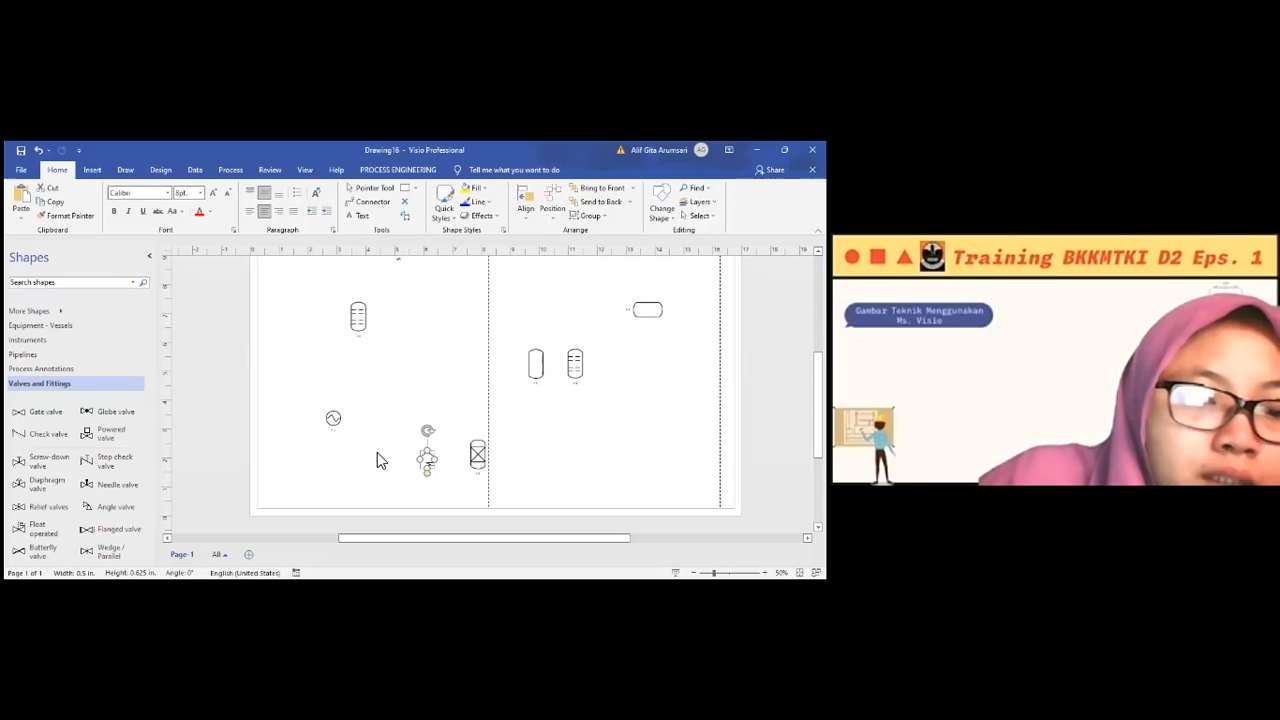 Drawing16 - Visio Professional
Alif Gita Arumsari
AG
File
Home
Insert
Draw
Design
Data
Process
Review
View
Help
PROCESS ENGINEERING
Tell me what you want to do
Share
Paste
Cut
Copy
Format Painter
Clipboard
Calibri
8pt.
B
I
U
abc
Aa
A
Font
Paragraph
Pointer Tool
Connector
Text
Tools
Quick
Styles
Fill
Line
Effects
Shape Styles
Align
Position
Bring to Front
Send to Back
Group
Arrange
Change
Shape
Find
Layers
Select
Editing
Shapes
Search shapes
More Shapes
Equipment - Vessels
Instruments
Pipelines
Process Annotations
Valves and Fittings
Gate valve
Globe valve
Check valve
Powered
valve
Screw-down
valve
Stop check
valve
Diaphragm
valve
Needle valve
Relief valves
Angle valve
Float
operated
Flanged valve
Butterfly
valve
Wedge /
Parallel
Page-1
All
Page 1 of 1
Width: 0.5 in.
Height: 0.625 in.
Angle: 0°
English (United States)
50%
Training BKKMTKI D2 Eps. 1
Gambar Teknik Menggunakan
Ms. Visio